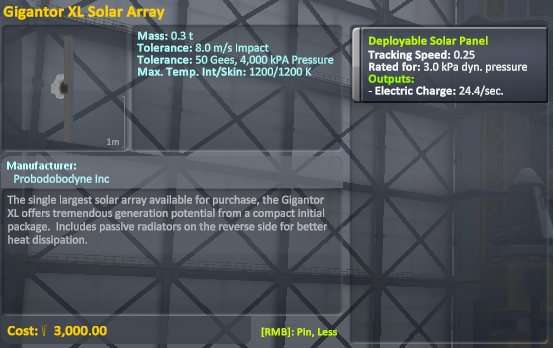 Gigantor XL Solar Array
Mass: 0.3 t
Tolerance: 8.0 m/s Impact
Tolerance: 50 Gees, 4,000 kPA Pressure
Max. Temp. Int/Skin: 1200/1200 K
1m
Deployable Solar Panel
Tracking Speed: 0.25
Rated for: 3.0 kPa dyn. pressure
Outputs:
- Electric Charge: 24.4/sec.
Manufacturer:
Probodobodyne Inc
The single largest solar array available for purchase, the Gigantor
XL offers tremendous generation potential from a compact initial
package. Includes passive radiators on the reverse side for better
heat dissipation.
Cost: 3,000.00
[RMB]: Pin, Less